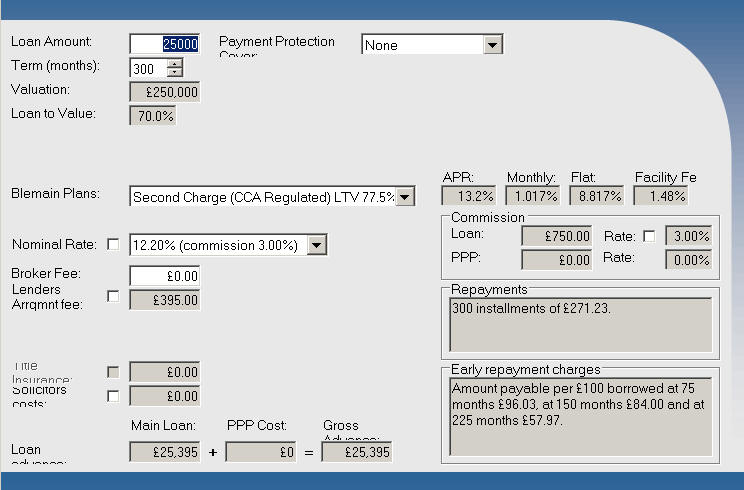 Loan Amount: 25000 Payment Protection Cover: None
Term (months): 300
Valuation: £250,000
Loan to Value: 70.0%
APR: Monthly: Flat: Facility Fe
Blemain Plans: Second Charge (CCA Regulated) LTV 77.5% 13.2% 1.017% 8.817% 1.48%
Commission
Nominal Rate: 12.20% (commission 3.00%) Loan: £750.00 Rate: 3.00%
PPP: £0.00 Rate: 0.00%
Broker Fee: £0.00
Lenders
Arrqmnt fee: £395.00
Repayments
300 installments of £271.23.
Title
Insurance: £0.00
Solicitors
costs: £0.00
Early repayment charges
Amount payable per £100 borrowed at 75
months £96.03, at 150 months £84.00 and at
225 months £57.97.
Main Loan: PPP Cost: Gross
Advance:
Loan
advance: £25,395 + £0 = £25,395